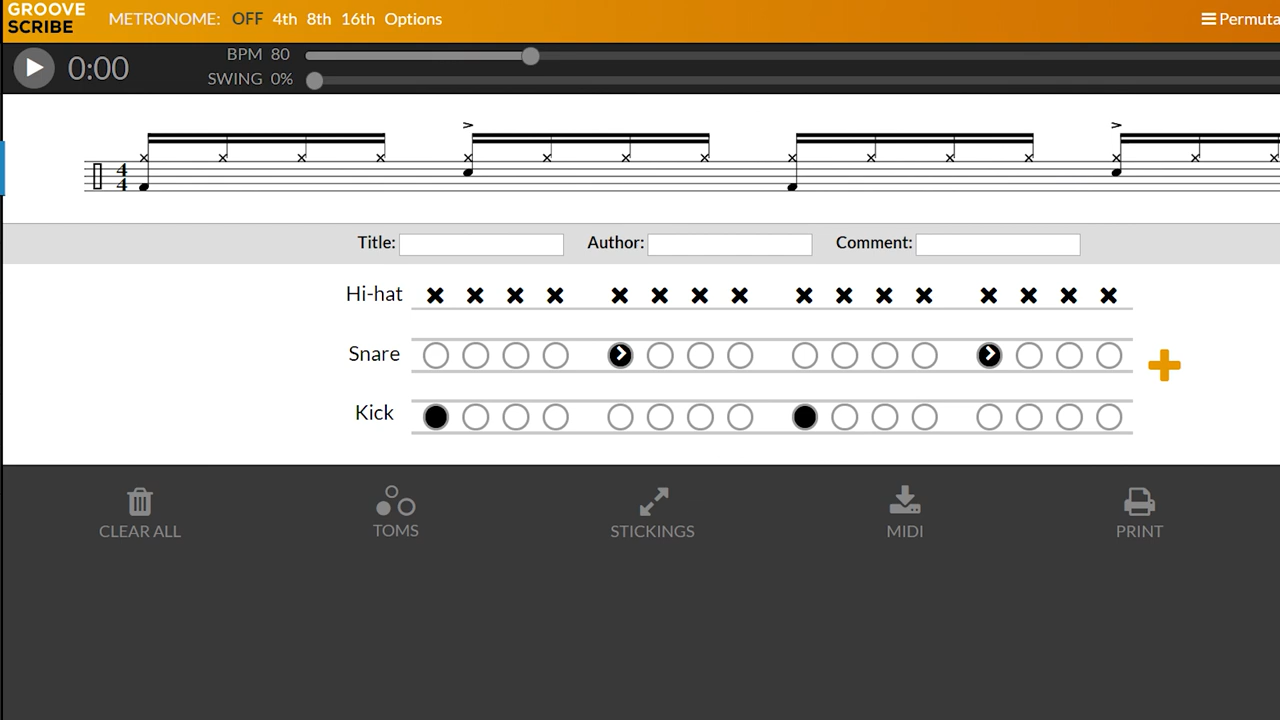 GROOVE
SCRIBE
METRONOME: OFF 4th 8th 16th Options
Permuta
0:00
BPM 80
SWING 0%
4
4
Title:
Author:
Comment:
Hi-hat
Snare
Kick
CLEAR ALL
TOMS
STICKINGS
MIDI
PRINT